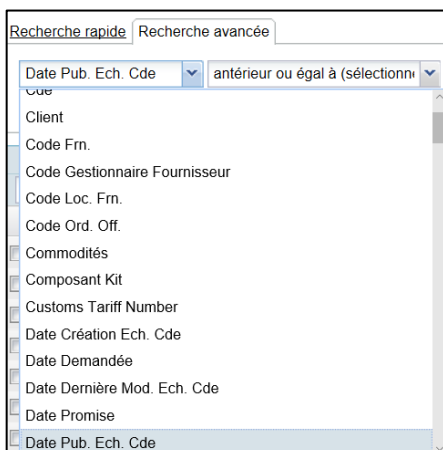 Recherche rapide Recherche avancée
Date Pub. Ech. Cde antérieur ou égal à (sélectionn
Cde
Client
Code Frn.
Code Gestionnaire Fournisseur
Code Loc. Frn.
Code Ord. Off.
Commodités
Composant Kit
Customs Tariff Number
Date Création Ech. Cde
Date Demandée
Date Dernière Mod. Ech. Cde
Date Promise
Date Pub. Ech. Cde